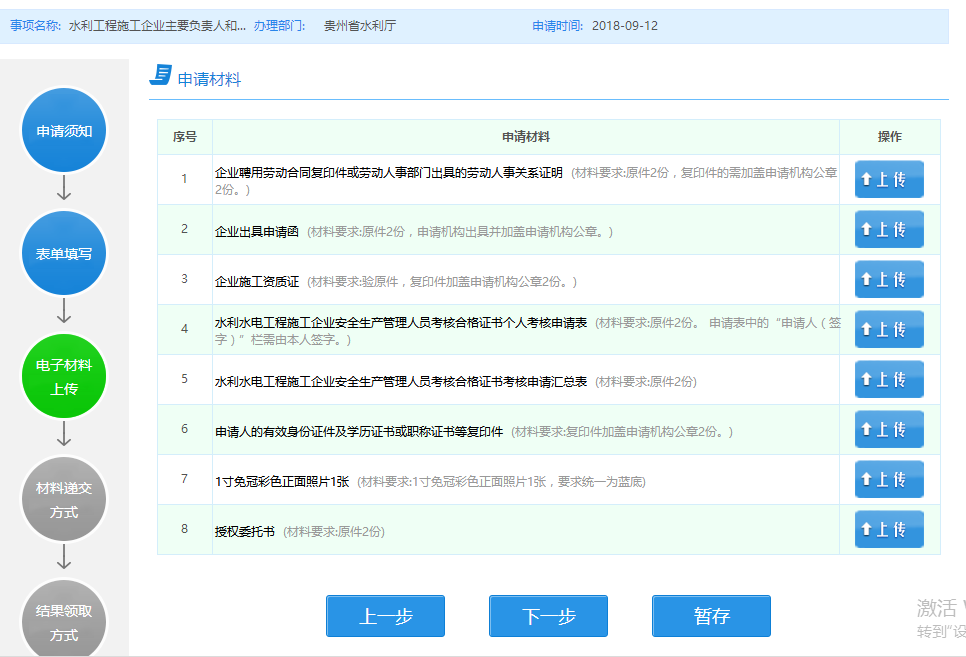 事项名称: 水利工程施工企业主要负责人和... 办理部门: 贵州省水利厅 申请时间: 2018-09-12
申请材料
申请须知
表单填写
电子材料
上传
材料递交
方式
结果领取
方式
序号 申请材料 操作
1 企业聘用劳动合同复印件或劳动人事部门出具的劳动人事关系证明 (材料要求:原件2份，复印件的需加盖申请机构公章
2份。) 上传
2 企业出具申请函 (材料要求:原件2份，申请机构出具并加盖申请机构公章。) 上传
3 企业施工资质证 (材料要求:验原件，复印件加盖申请机构公章2份。) 上传
4 水利水电工程施工企业安全生产管理人员考核合格证书个人考核申请表 (材料要求:原件2份。 申请表中的“申请人（签
字）”栏需由本人签字。) 上传
5 水利水电工程施工企业安全生产管理人员考核合格证书考核申请汇总表 (材料要求:原件2份) 上传
6 申请人的有效身份证件及学历证书或职称证书等复印件 (材料要求:复印件加盖申请机构公章2份。) 上传
7 1寸免冠彩色正面照片1张 (材料要求:1寸免冠彩色正面照片1张，要求统一为蓝底) 上传
8 授权委托书 (材料要求:原件2份) 上传
上一步 下一步 暂存
激活
转到"设